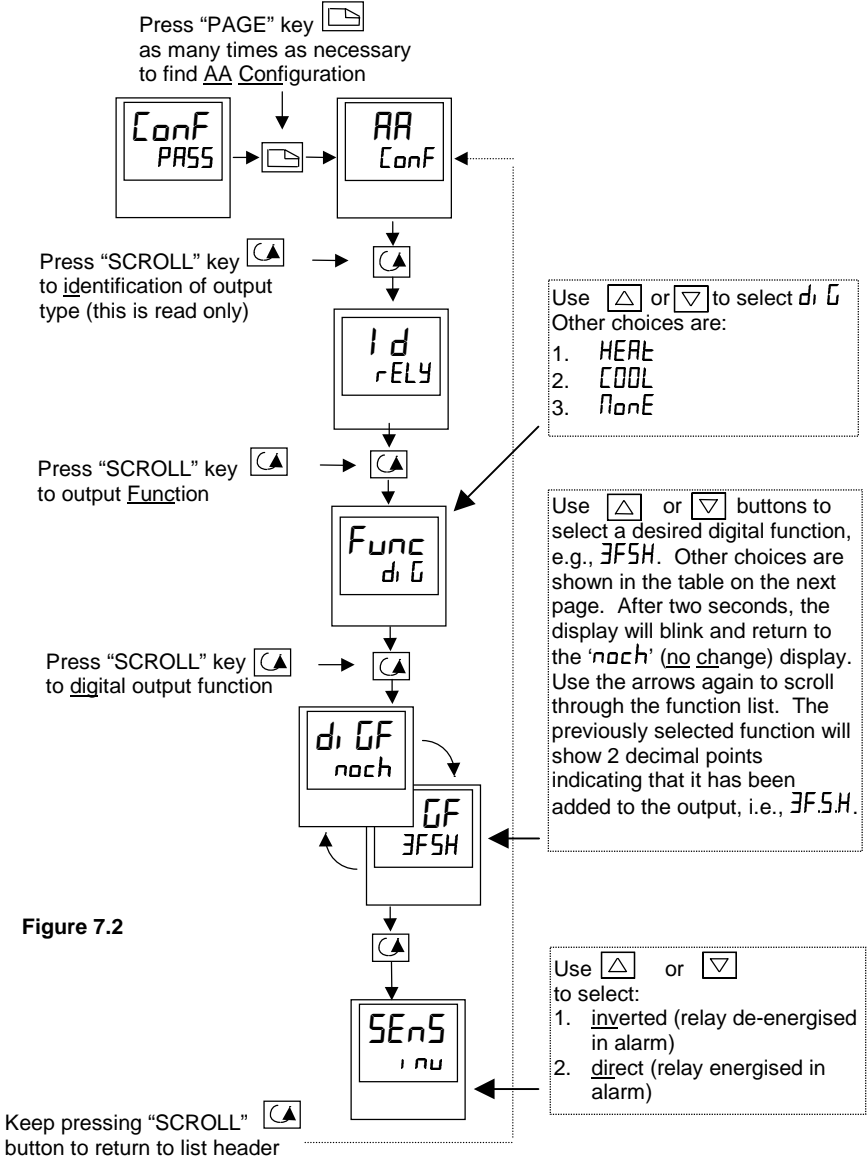 Press “PAGE” key
as many times as necessary
to find AA Configuration
ConF
PASS
AA
ConF
Press “SCROLL” key
to identification of output
type (this is read only)
Id
rELY
Use or to select diG
Other choices are:
1. HEAt
2. COOL
3. NonE
Press “SCROLL” key
to output Function
Func
diG
Use or buttons to
select a desired digital function,
e.g., 3FSH. Other choices are
shown in the table on the next
page. After two seconds, the
display will blink and return to
the ‘noch’ (no change) display.
Use the arrows again to scroll
through the function list. The
previously selected function will
show 2 decimal points
indicating that it has been
added to the output, i.e., 3F.S.H.
Press “SCROLL” key
to digital output function
diGF
noch
GF
3FSH
Figure 7.2
SEnS
inv
Use or
to select:
1. inverted (relay de-energised
in alarm)
2. direct (relay energised in
alarm)
Keep pressing “SCROLL”
button to return to list header